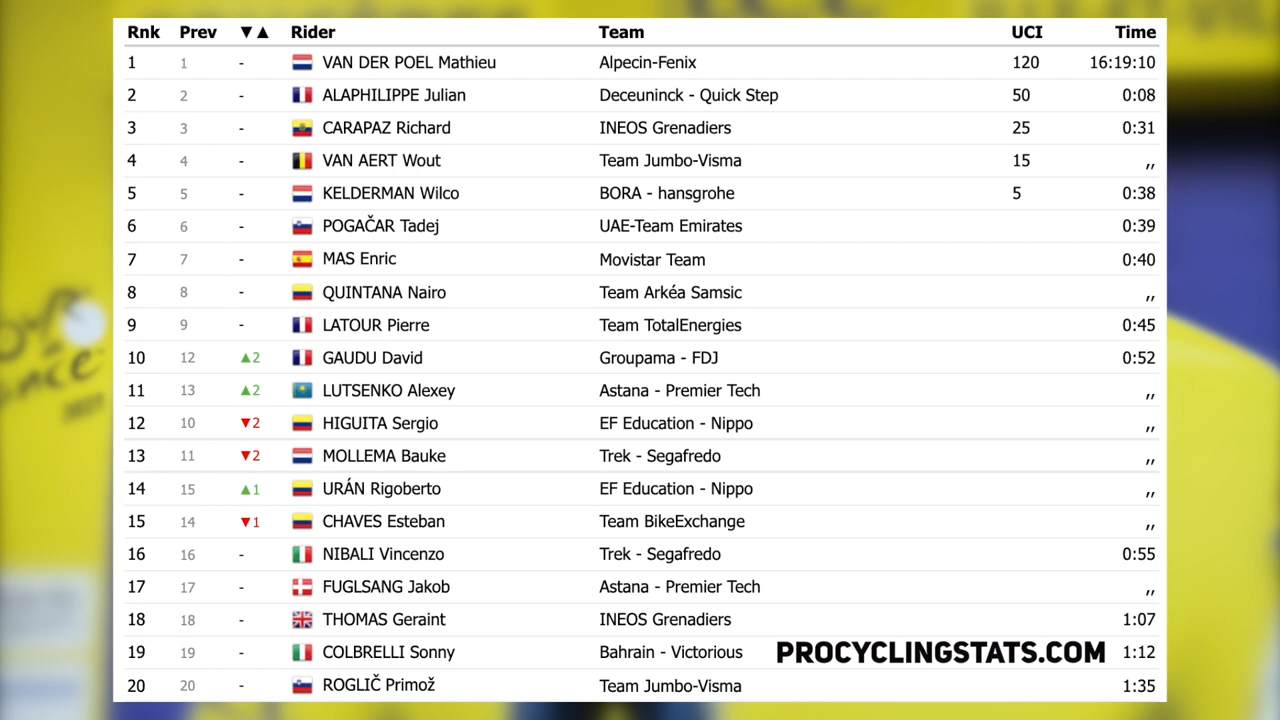 Rnk Prev ▼▲ Rider Team UCI Time
1 1 - VAN DER POEL Mathieu Alpecin-Fenix 120 16:19:10
2 2 - ALAPHILIPPE Julian Deceuninck - Quick Step 50 0:08
3 3 - CARAPAZ Richard INEOS Grenadiers 25 0:31
4 4 - VAN AERT Wout Team Jumbo-Visma 15 ,,
5 5 - KELDERMAN Wilco BORA - hansgrohe 5 0:38
6 6 - POGAČAR Tadej UAE-Team Emirates 0:39
7 7 - MAS Enric Movistar Team 0:40
8 8 - QUINTANA Nairo Team Arkéa Samsic ,,
9 9 - LATOUR Pierre Team TotalEnergies 0:45
10 12 ▲2 GAUDU David Groupama - FDJ 0:52
11 13 ▲2 LUTSENKO Alexey Astana - Premier Tech ,,
12 10 ▼2 HIGUITA Sergio EF Education - Nippo ,,
13 11 ▼2 MOLLEMA Bauke Trek - Segafredo ,,
14 15 ▲1 URÁN Rigoberto EF Education - Nippo ,,
15 14 ▼1 CHAVES Esteban Team BikeExchange ,,
16 16 - NIBALI Vincenzo Trek - Segafredo 0:55
17 17 - FUGLSANG Jakob Astana - Premier Tech ,,
18 18 - THOMAS Geraint INEOS Grenadiers 1:07
19 19 - COLBRELLI Sonny Bahrain - Victorious PROCYCLINGSTATS.COM 1:12
20 20 - ROGLIČ Primož Team Jumbo-Visma 1:35